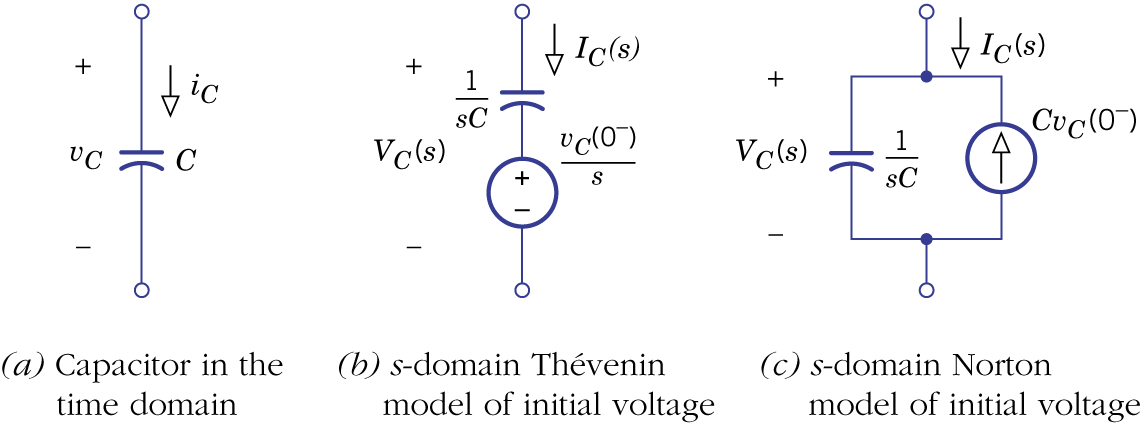 +
i_C
v_C
C
−
(a) Capacitor in the
time domain
+
I_C(s)
1
sC
V_C(s)
v_C(0⁻)
s
+
−
−
(b) s-domain Thévenin
model of initial voltage
+
I_C(s)
V_C(s)
1
sC
Cv_C(0⁻)
−
(c) s-domain Norton
model of initial voltage